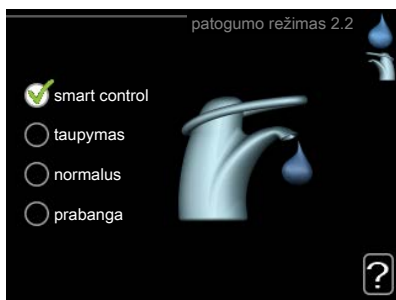 patogumo režimas 2.2
smart control
taupymas
normalus
prabanga
?